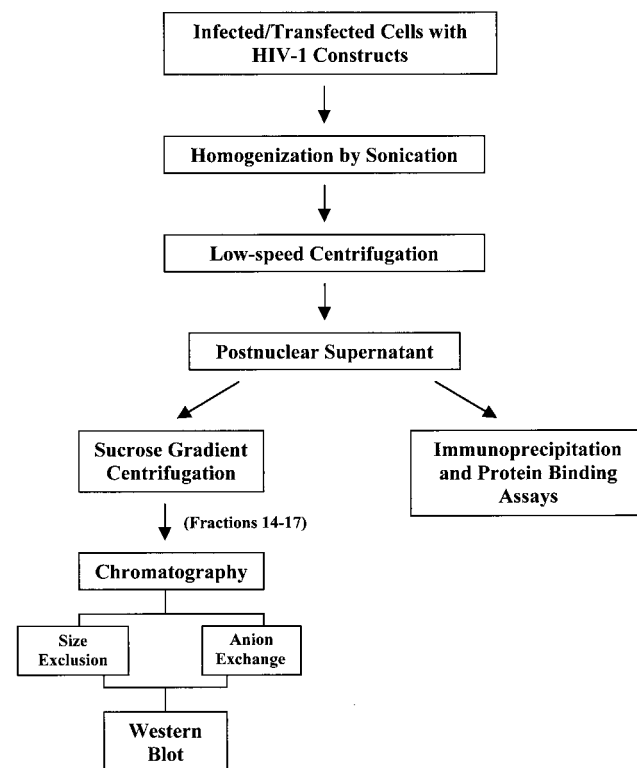 Infected/Transfected Cells with
HIV-1 Constructs
Homogenization by Sonication
Low-speed Centrifugation
Postnuclear Supernatant
Sucrose Gradient
Centrifugation
Immunoprecipitation
and Protein Binding
Assays
(Fractions 14-17)
Chromatography
Size
Exclusion
Anion
Exchange
Western
Blot